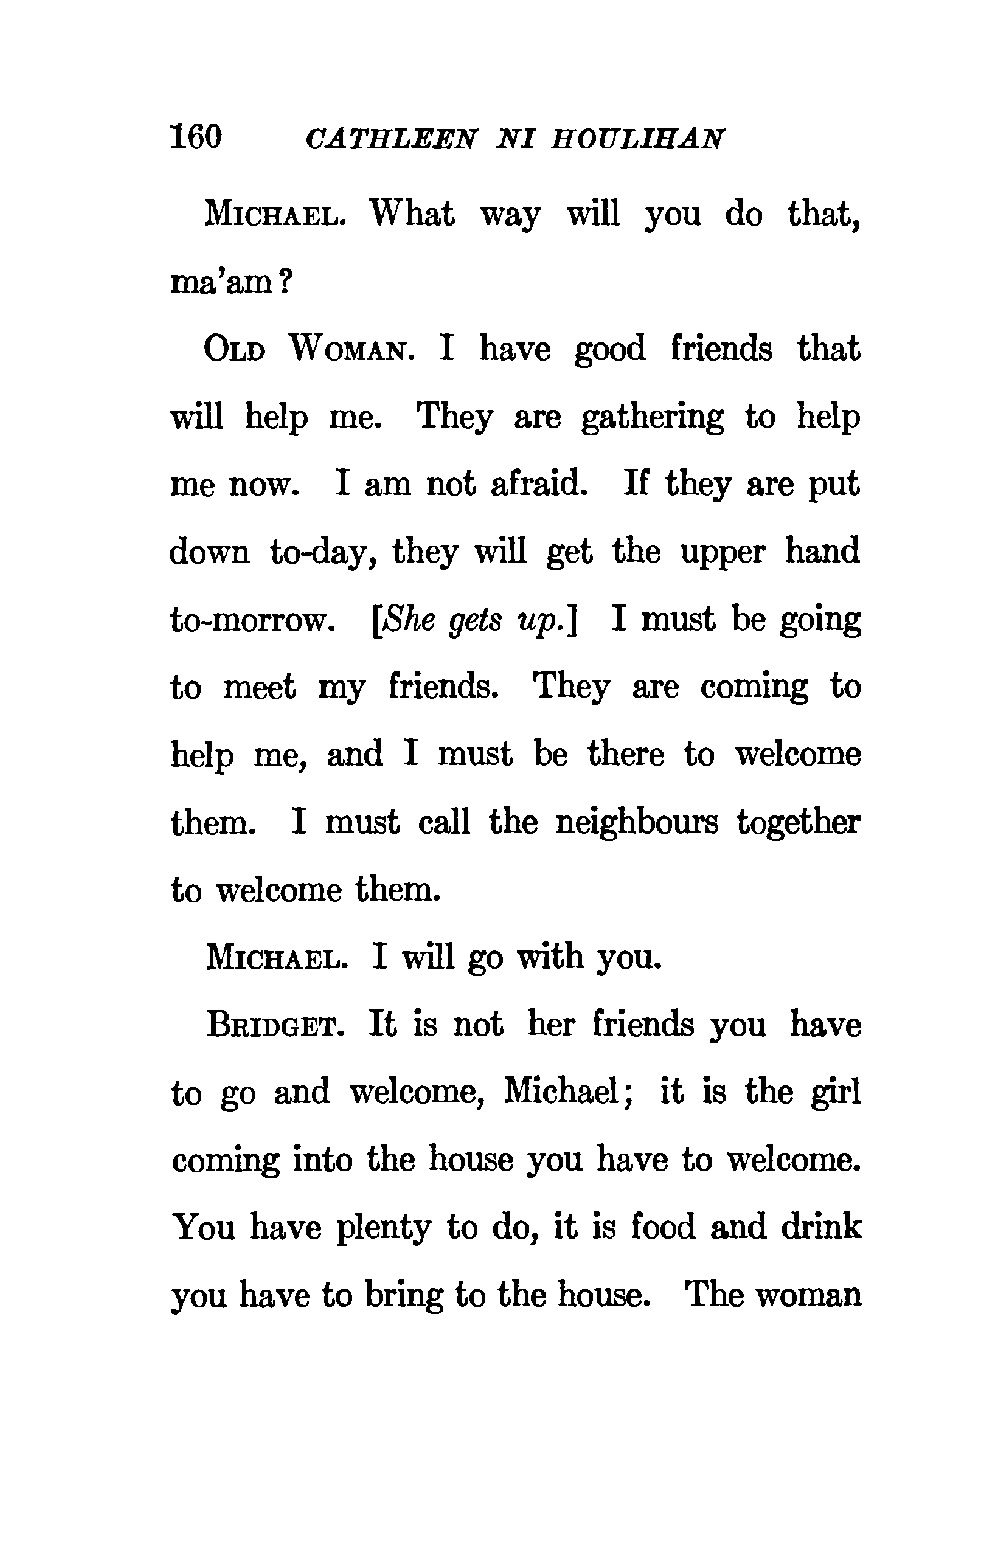 160 CATHLEEN NI HOULIHAN
MICHAEL. What way will you do that,
ma'am?
OLD WOMAN. I have good friends that
will help me. They are gathering to help
me now. I am not afraid. If they are put
down to-day, they will get the upper hand
to-morrow. [She gets up.] I must be going
to meet my friends. They are coming to
help me, and I must be there to welcome
them. I must call the neighbours together
to welcome them.
MICHAEL. I will go with you.
BRIDGET. It is not her friends you have
to go and welcome, Michael; it is the girl
coming into the house you have to welcome.
You have plenty to do, it is food and drink
you have to bring to the house. The woman